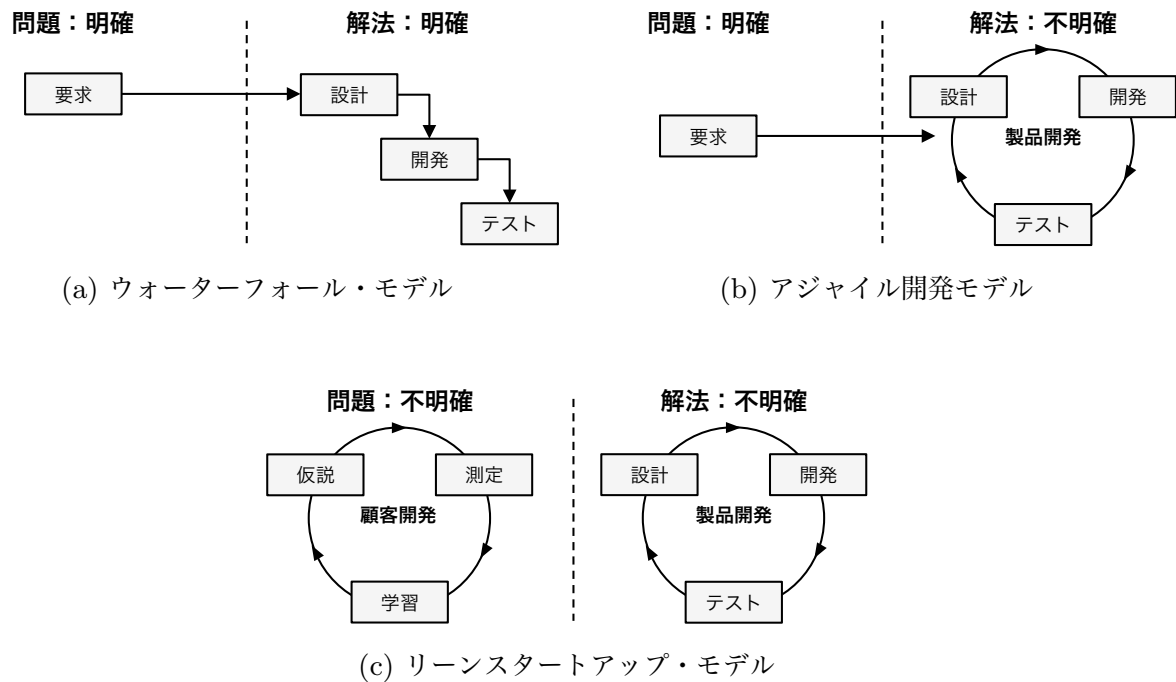 問題：明確
解法：明確
要求
設計
開発
テスト
(a) ウォーターフォール・モデル
問題：明確
解法：不明確
設計
開発
要求
製品開発
テスト
(b) アジャイル開発モデル
問題：不明確
解法：不明確
仮説
測定
顧客開発
学習
設計
開発
製品開発
テスト
(c) リーンスタートアップ・モデル